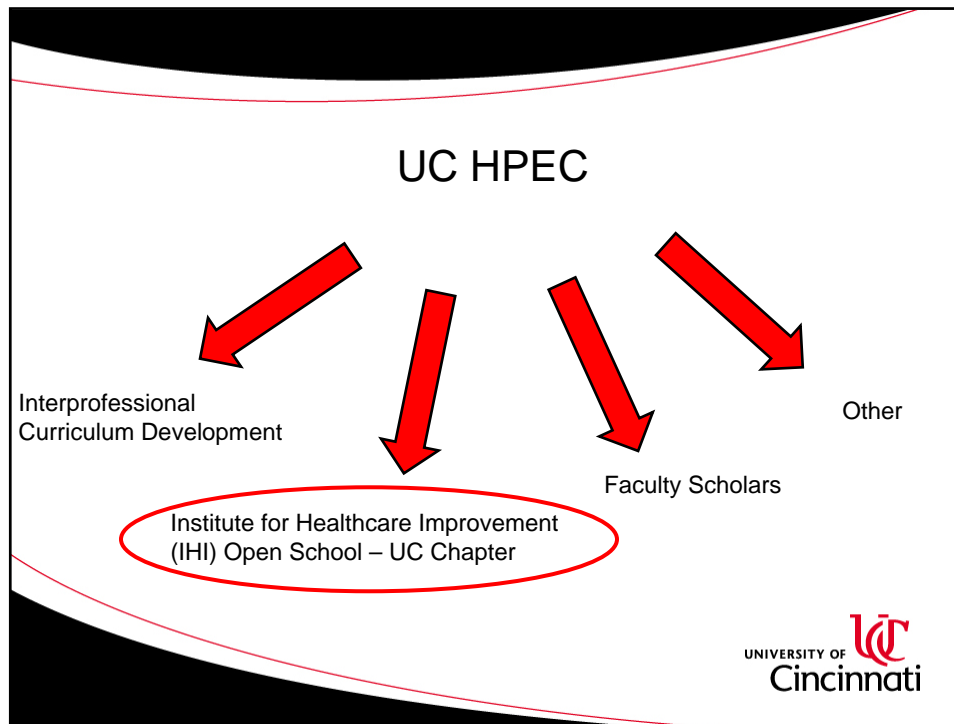 UC HPEC
Interprofessional
Curriculum Development
Other
Faculty Scholars
Institute for Healthcare Improvement
(IHI) Open School – UC Chapter
UC
UNIVERSITY OF
Cincinnati